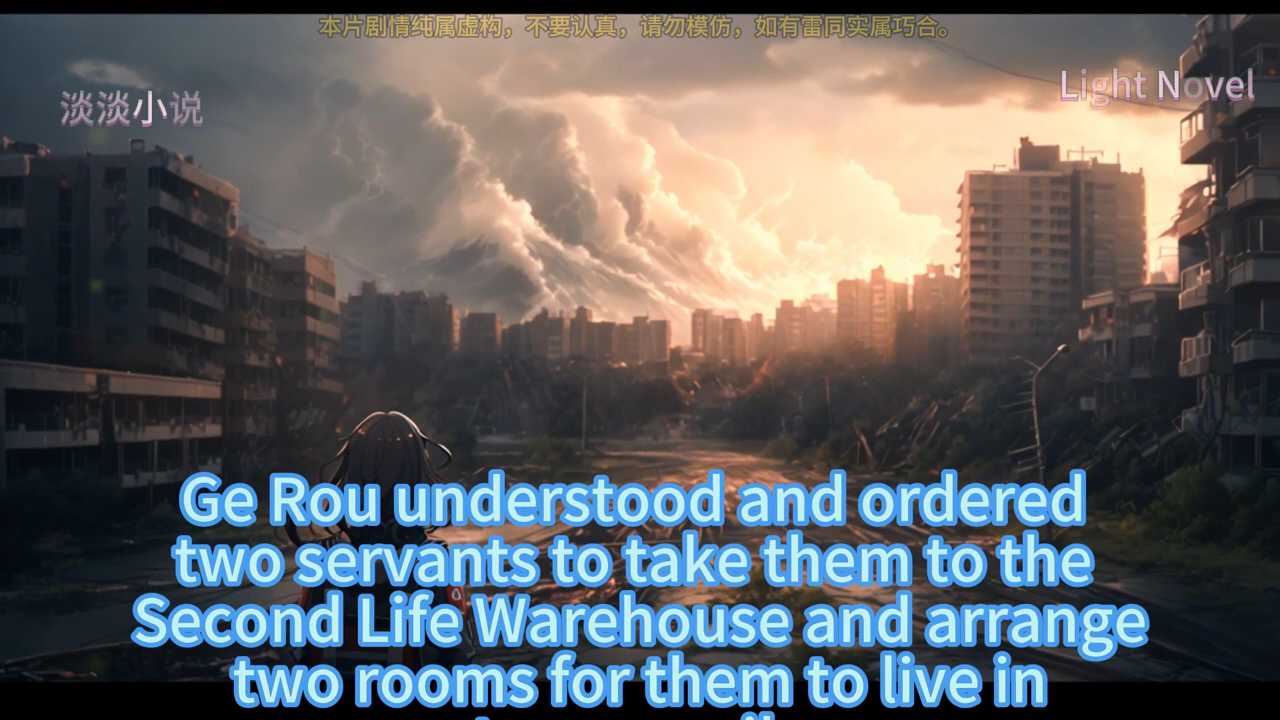 本片剧情纯属虚构，不要认真，请勿模仿，如有雷同实属巧合。
淡淡小说
Light Novel
Ge Rou understood and ordered
two servants to take them to the
Second Life Warehouse and arrange
two rooms for them to live in